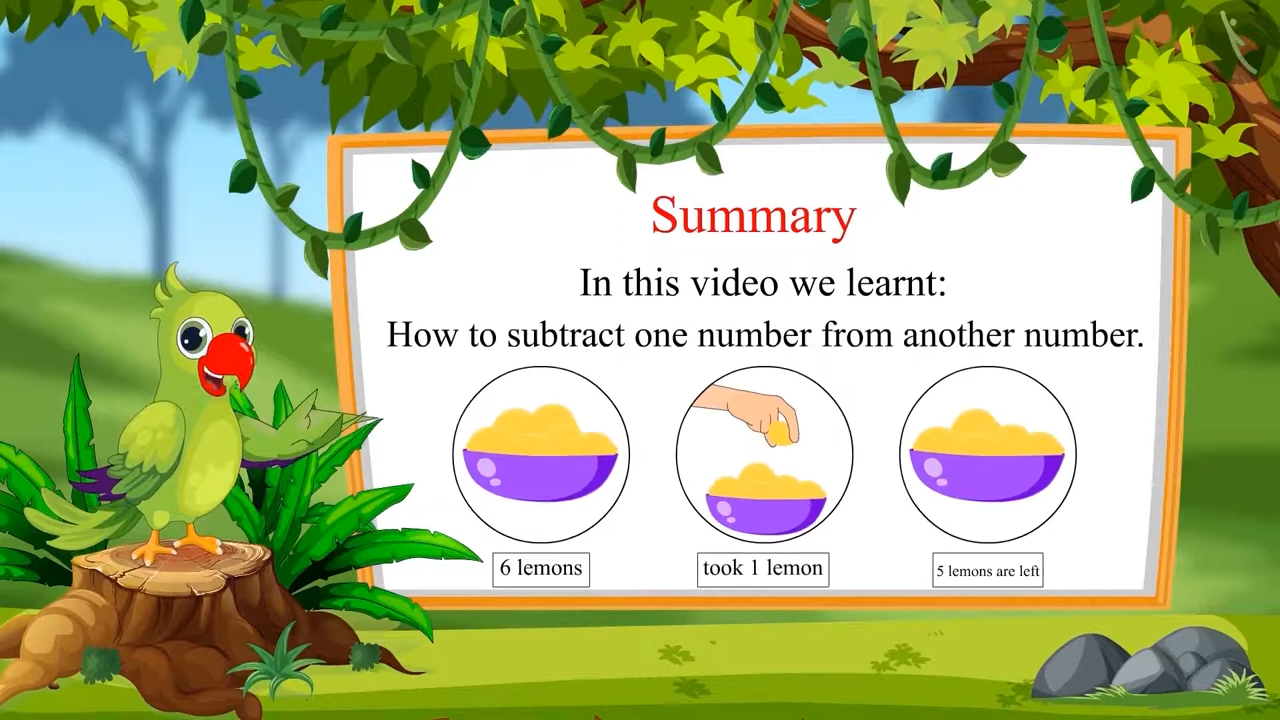 Summary
In this video we learnt:
How to subtract one number from another number.
6 lemons
took 1 lemon
5 lemons are left